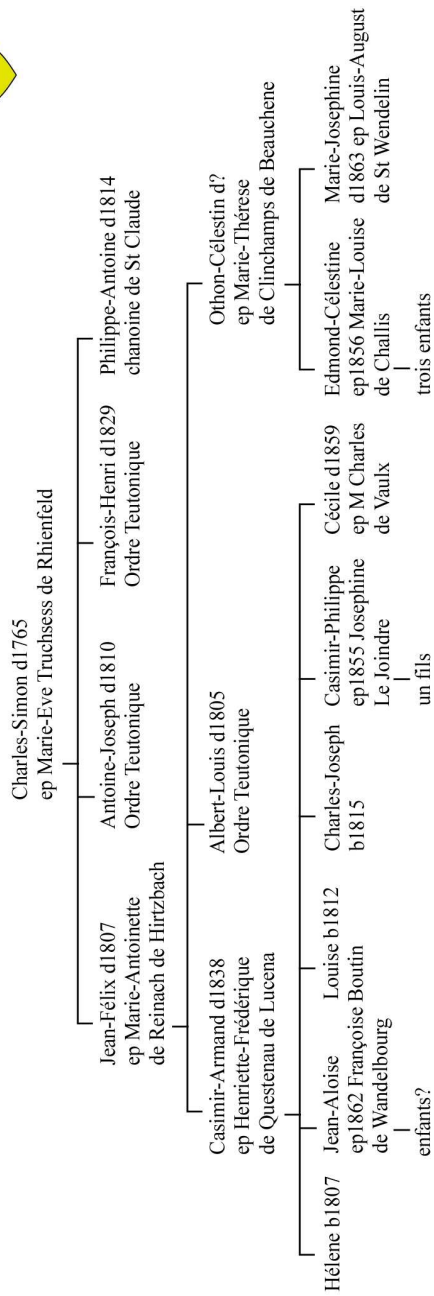 Charles-Simon d1765
ep Marie-Eve Truchsess de Rhienfeld
Jean-Félix d1807
ep Marie-Antoinette
de Reinach de Hirtzbach
Antoine-Joseph d1810
Ordre Teutonique
François-Henri d1829
Ordre Teutonique
Philippe-Antoine d1814
chanoine de St Claude
Casimir-Armand d1838
ep Henriette-Frédérique
de Questenau de Lucena
Albert-Louis d1805
Ordre Teutonique
Othon-Célestin d?
ep Marie-Thérese
de Clinchamps de Beauchene
Hélene b1807
Jean-Aloise
ep1862 Françoise Boutin
de Wandelbourg
enfants?
Louise b1812
Charles-Joseph
b1815
Casimir-Philippe
ep1855 Josephine
Le Joindre
un fils
Cécile d1859
ep M Charles
de Vaulx
Edmond-Célestine
ep1856 Marie-Louise
de Challis
trois enfants
Marie-Josephine
d1863 ep Louis-August
de St Wendelin